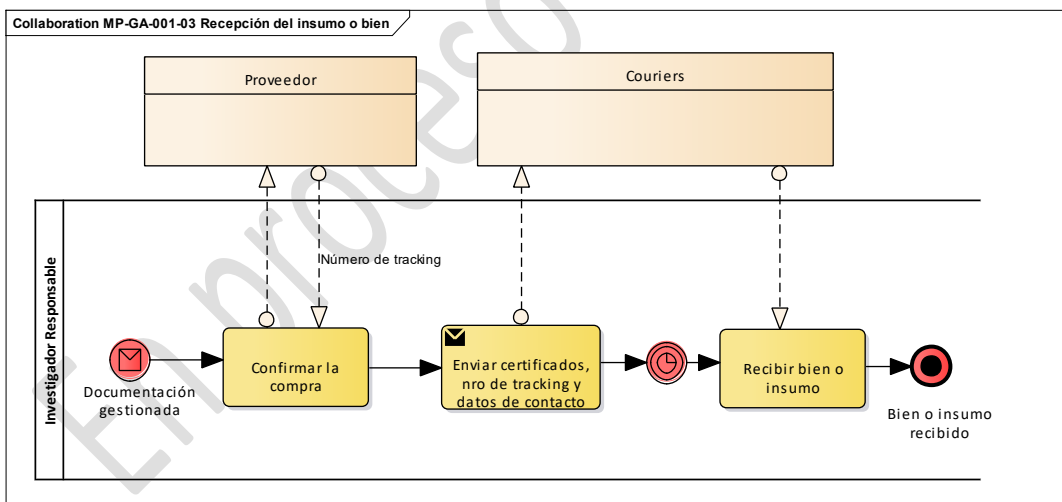 Collaboration MP-GA-001-03 Recepción del insumo o bien
Proveedor
Couriers
En proceso
Investigador Responsable
Número de tracking
Documentación
gestionada
Confirmar la
compra
Enviar certificados,
nro de tracking y
datos de contacto
Recibir bien o
insumo
Bien o insumo
recibido